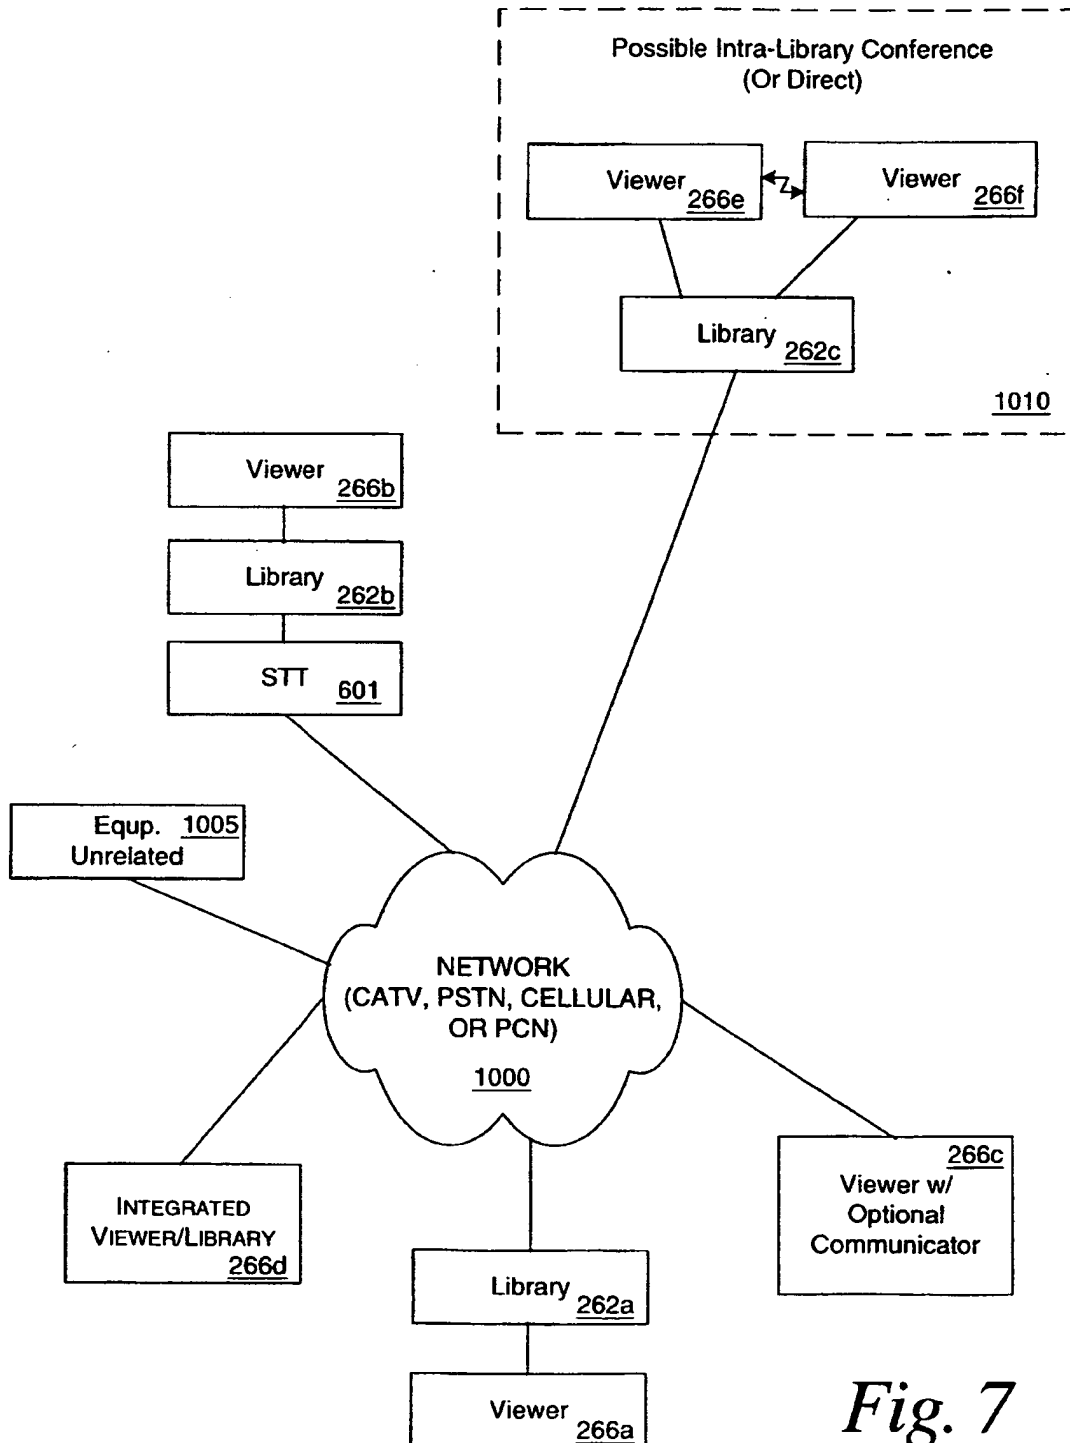 Possible Intra-Library Conference
(Or Direct)
Viewer
266e
Viewer
266f
Library
262c
1010
Viewer
266b
Library
262b
STT
601
Equp.
1005
Unrelated
NETWORK
(CATV, PSTN, CELLULAR,
OR PCN)
1000
INTEGRATED
VIEWER/LIBRARY
266d
266c
Viewer w/
Optional
Communicator
Library
262a
Viewer
266a
Fig. 7